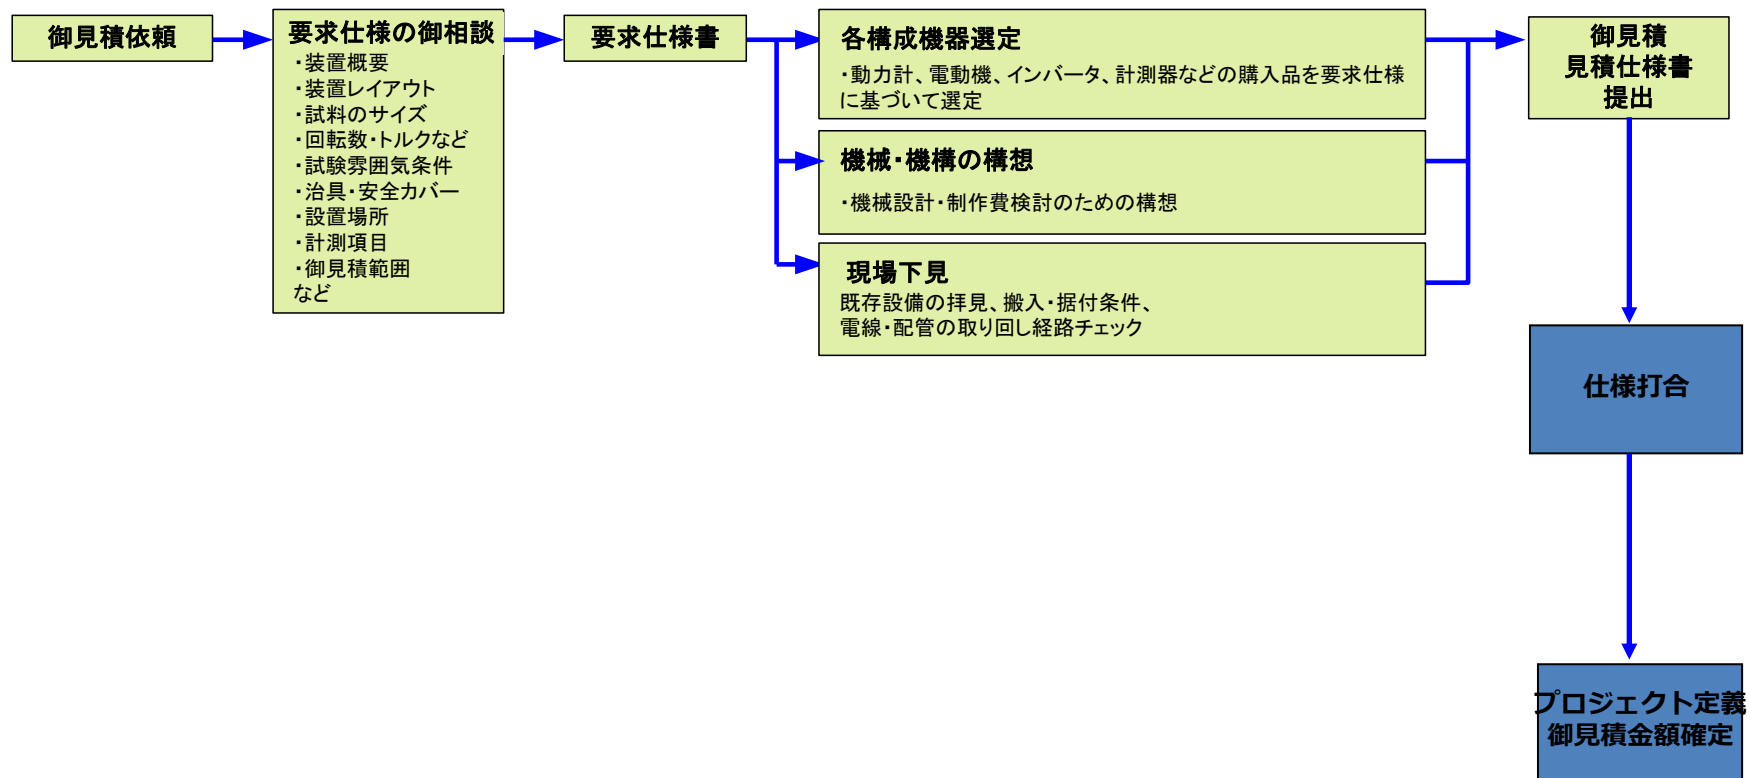 御見積依頼
要求仕様の御相談
・装置概要
・装置レイアウト
・試料のサイズ
・回転数・トルクなど
・試験雰囲気条件
・治具・安全カバー
・設置場所
・計測項目
・御見積範囲
など
要求仕様書
各構成機器選定
・動力計、電動機、インバータ、計測器などの購入品を要求仕様
に基づいて選定
機械・機構の構想
・機械設計・制作費検討のための構想
現場下見
既存設備の拝見、搬入・据付条件、
電線・配管の取り回し経路チェック
御見積
見積仕様書
提出
仕様打合
プロジェクト定義
御見積金額確定